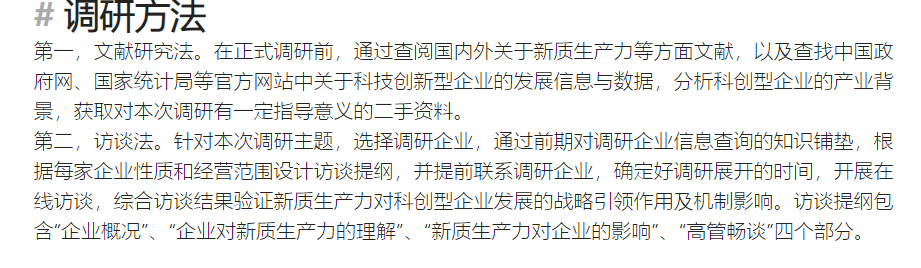 # 调研方法
第一，文献研究法。在正式调研前，通过查阅国内外关于新质生产力等方面文献，以及查找中国政
府网、国家统计局等官方网站中关于科技创新型企业的发展信息与数据，分析科创型企业的产业背
景，获取对本次调研有一定指导意义的二手资料。
第二，访谈法。针对本次调研主题，选择调研企业，通过前期对调研企业信息查询的知识铺垫，根
据每家企业性质和经营范围设计访谈提纲，并提前联系调研企业，确定好调研展开的时间，开展在
线访谈，综合访谈结果验证新质生产力对科创型企业发展的战略引领作用及机制影响。访谈提纲包
含“企业概况”、“企业对新质生产力的理解”、“新质生产力对企业的影响”、“高管畅谈”四个部分。